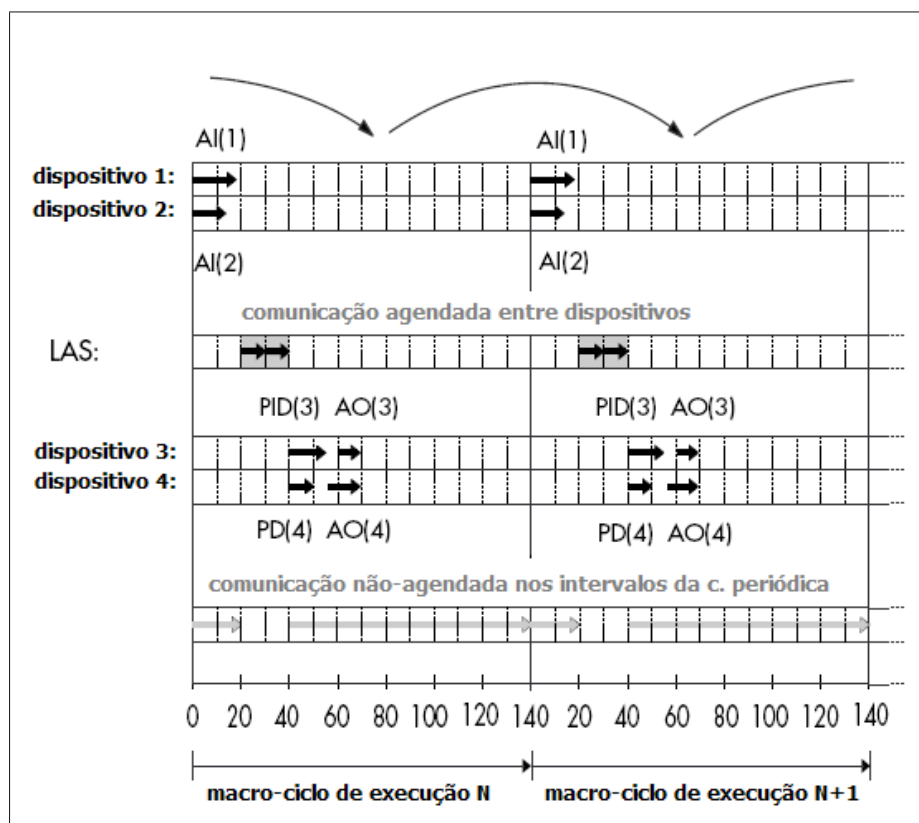 AI(1) AI(1)
dispositivo 1:
dispositivo 2:
AI(2) AI(2)
comunicação agendada entre dispositivos
LAS:
PID(3) AO(3) PID(3) AO(3)
dispositivo 3:
dispositivo 4:
PD(4) AO(4) PD(4) AO(4)
comunicação não-agendada nos intervalos da c. periódica
0 20 40 60 80 100 120 140 20 40 60 80 100 120 140
macro-ciclo de execução N macro-ciclo de execução N+1